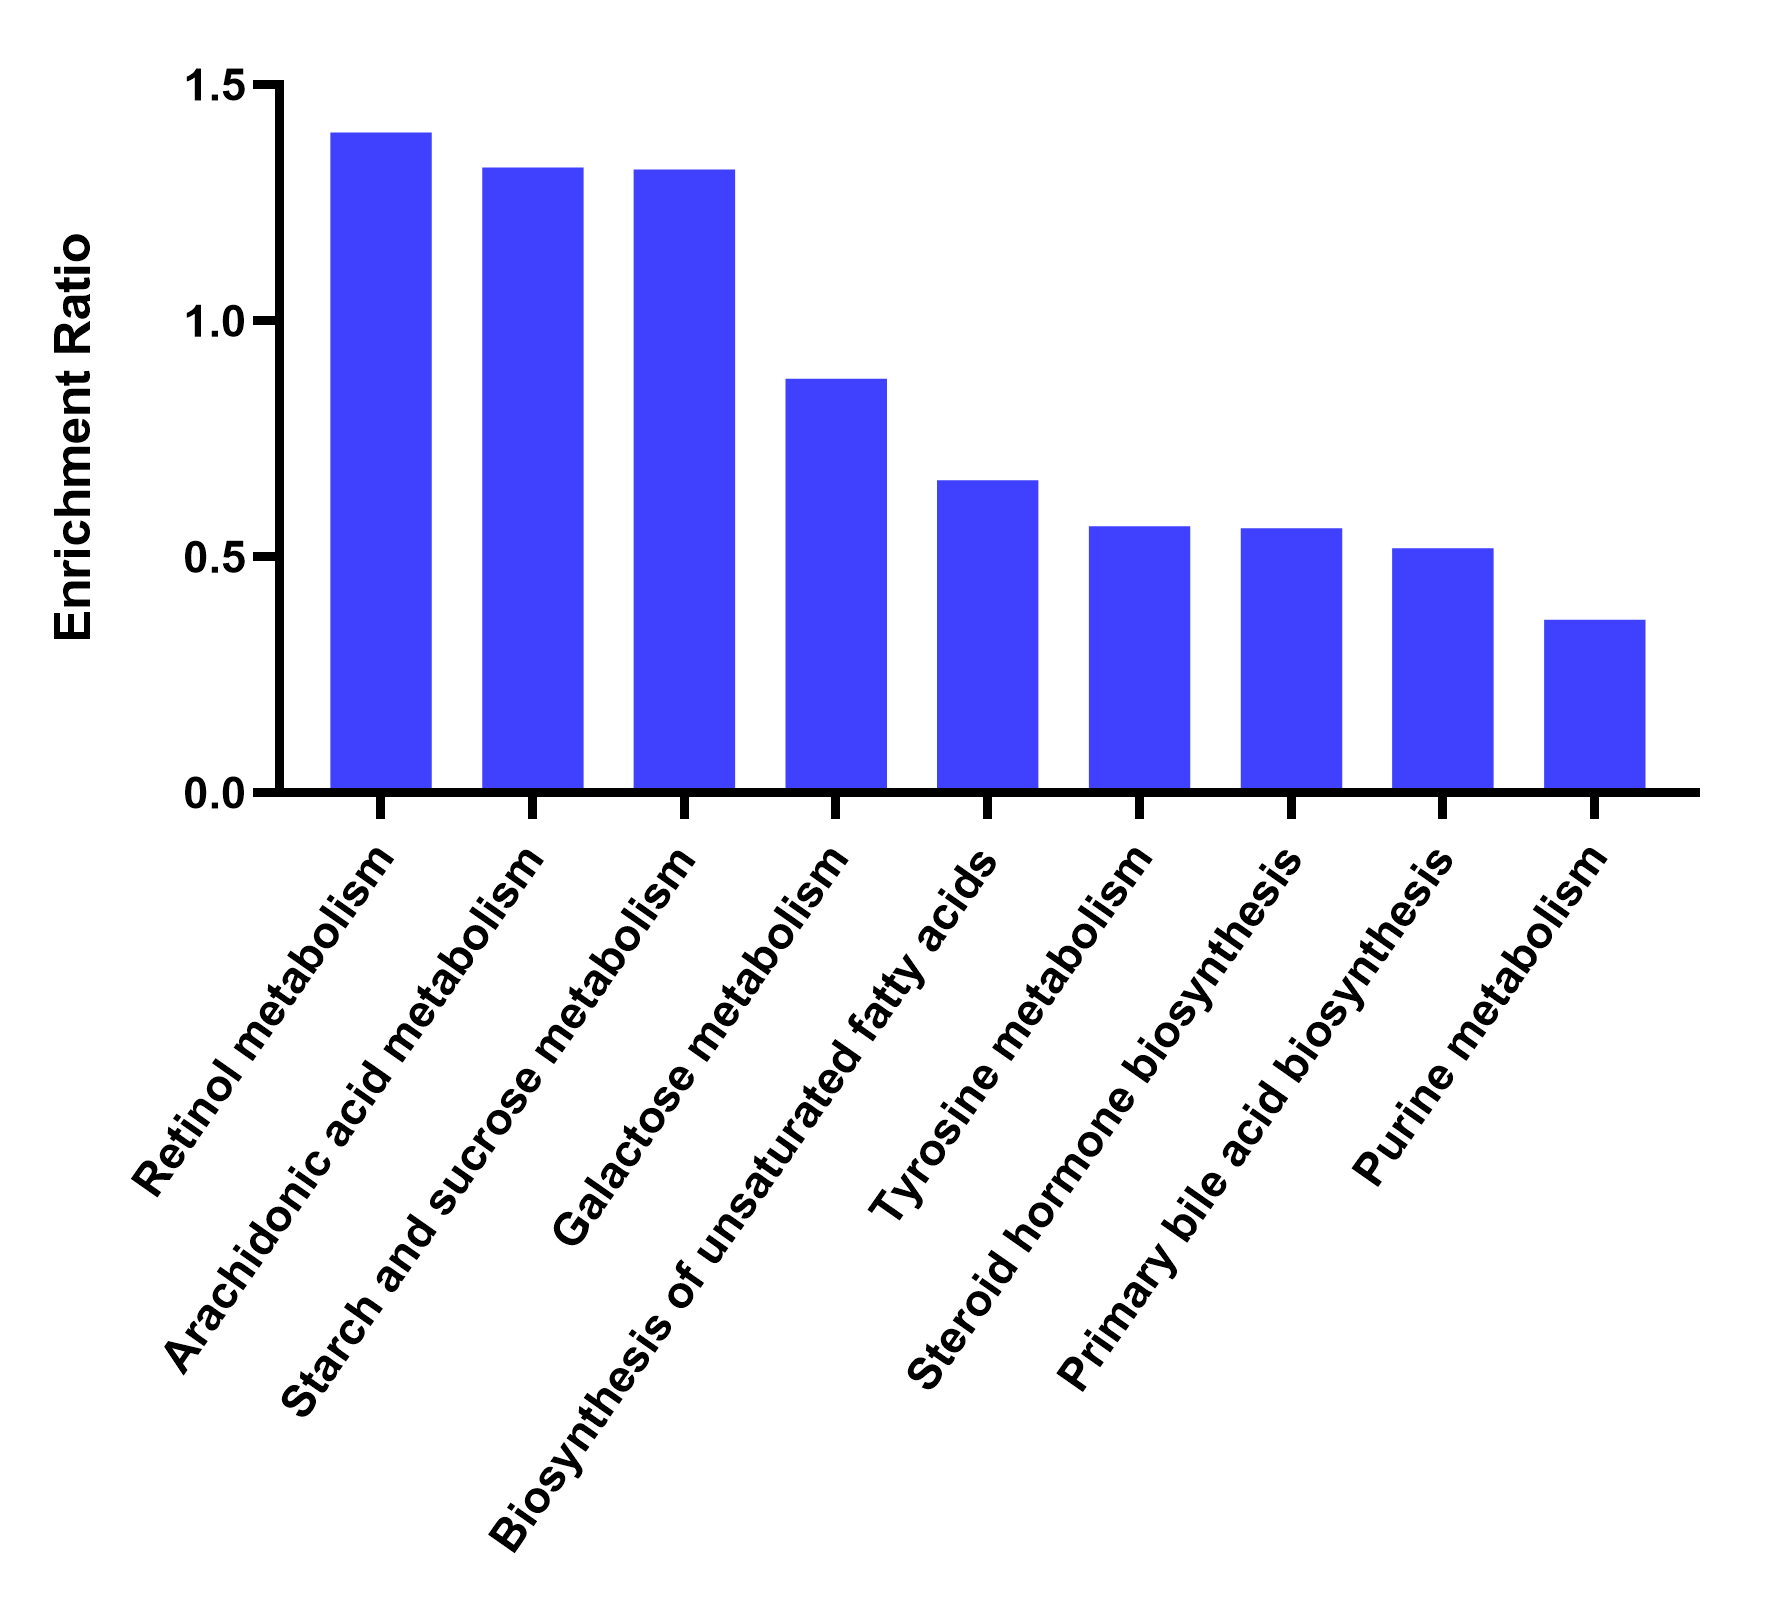 Enrichment Ratio
1.5
1.0
0.5
0.0
Retinol metabolism
Arachidonic acid metabolism
Starch and sucrose metabolism
Galactose metabolism
Biosynthesis of unsaturated fatty acids
Tyrosine metabolism
Steroid hormone biosynthesis
Primary bile acid biosynthesis
Purine metabolism